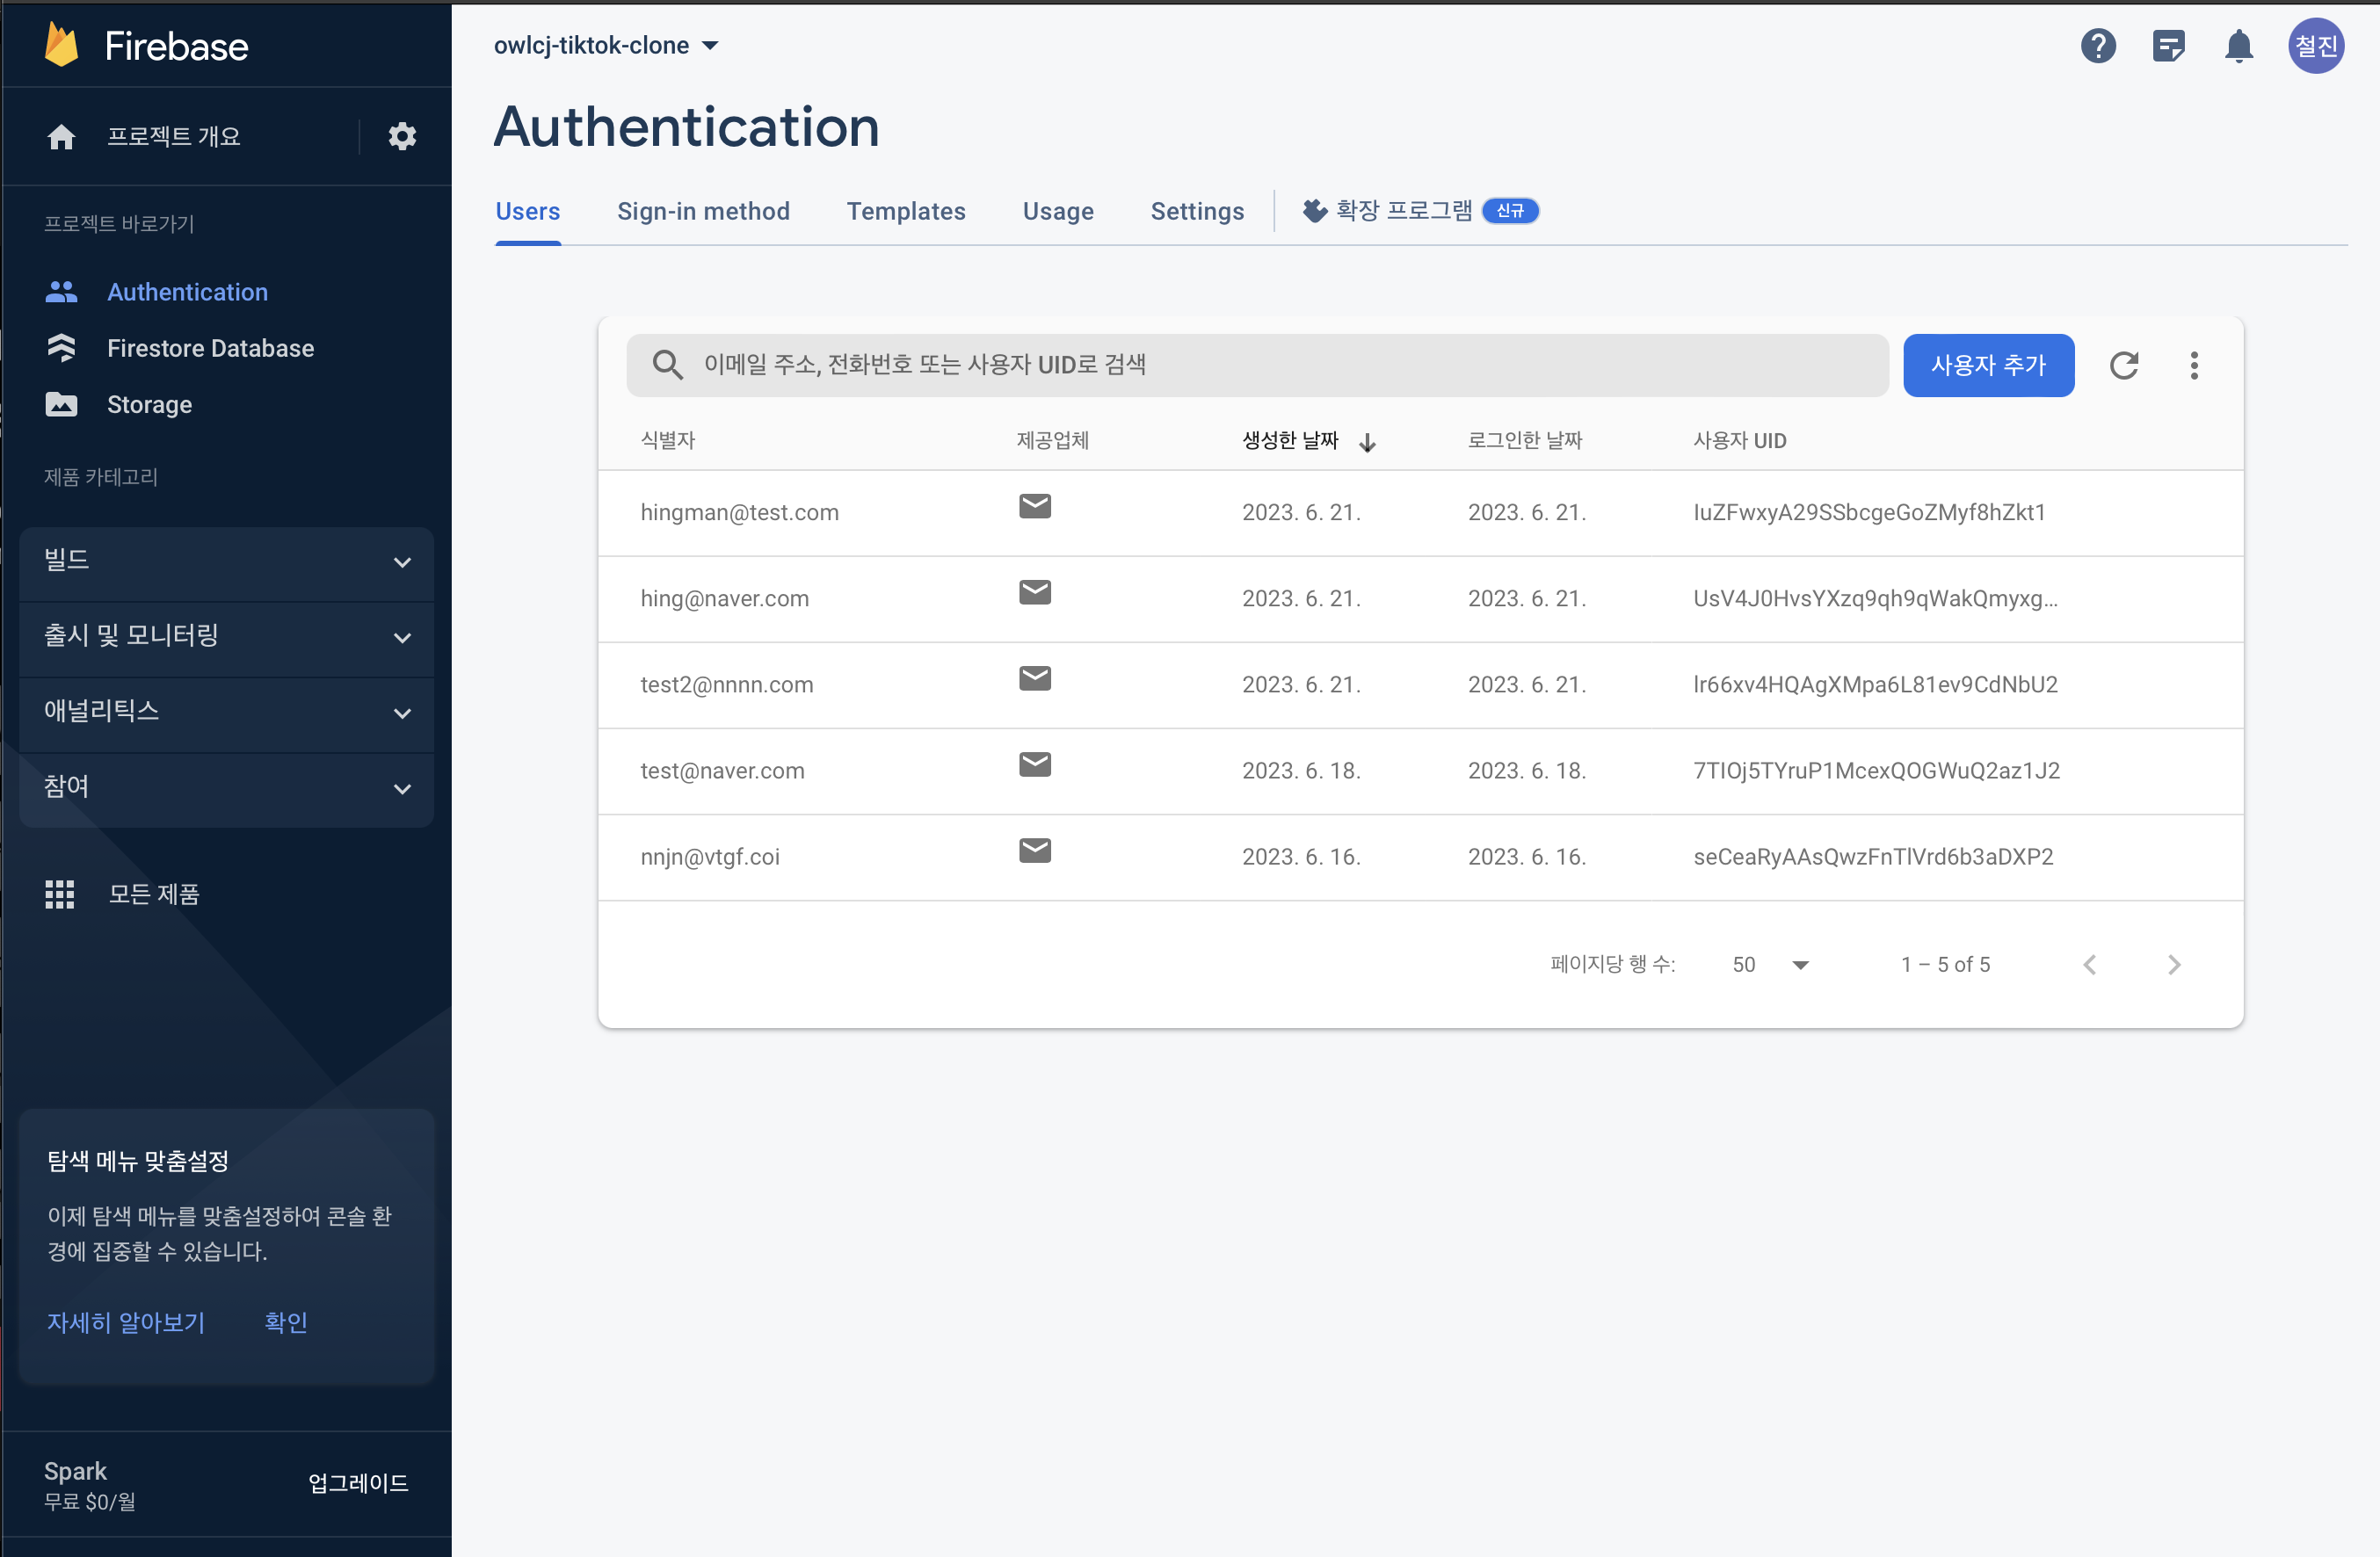 Firebase
프로젝트 개요
프로젝트 바로가기
Authentication
Firestore Database
Storage
제품 카테고리
빌드
출시 및 모니터링
애널리틱스
참여
모든 제품
탐색 메뉴 맞춤설정
이제 탐색 메뉴를 맞춤설정하여 콘솔 환
경에 집중할 수 있습니다.
자세히 알아보기 확인
Spark
무료 $0/월
업그레이드
owlcj-tiktok-clone
철진
Authentication
Users Sign-in method Templates Usage Settings 확장 프로그램 신규
이메일 주소, 전화번호 또는 사용자 UID로 검색
사용자 추가
식별자 제공업체 생성한 날짜 로그인한 날짜 사용자 UID
hingman@test.com 2023. 6. 21. 2023. 6. 21. IuZFwxyA29SSbcgeGoZMyf8hZkt1
hing@naver.com 2023. 6. 21. 2023. 6. 21. UsV4J0HvsYXzq9qh9qWakQmyxg...
test2@nnnn.com 2023. 6. 21. 2023. 6. 21. lr66xv4HQAgXMpa6L81ev9CdNbU2
test@naver.com 2023. 6. 18. 2023. 6. 18. 7TIOj5TYruP1McexQOGWuQ2az1J2
nnjn@vtgf.coi 2023. 6. 16. 2023. 6. 16. seCeaRyAAsQwzFnTlVrd6b3aDXP2
페이지당 행 수: 50 1 – 5 of 5